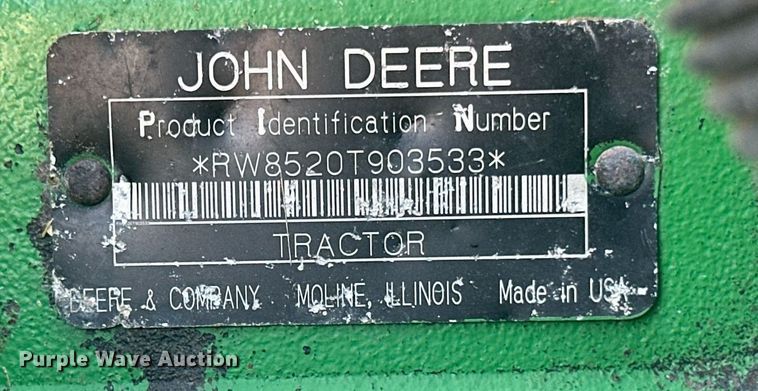 JOHN DEERE
Product Identification Number
*RW8520T903533*
TRACTOR
DEERE & COMPANY MOLINE, ILLINOIS Made in USA
Purple Wave Auction